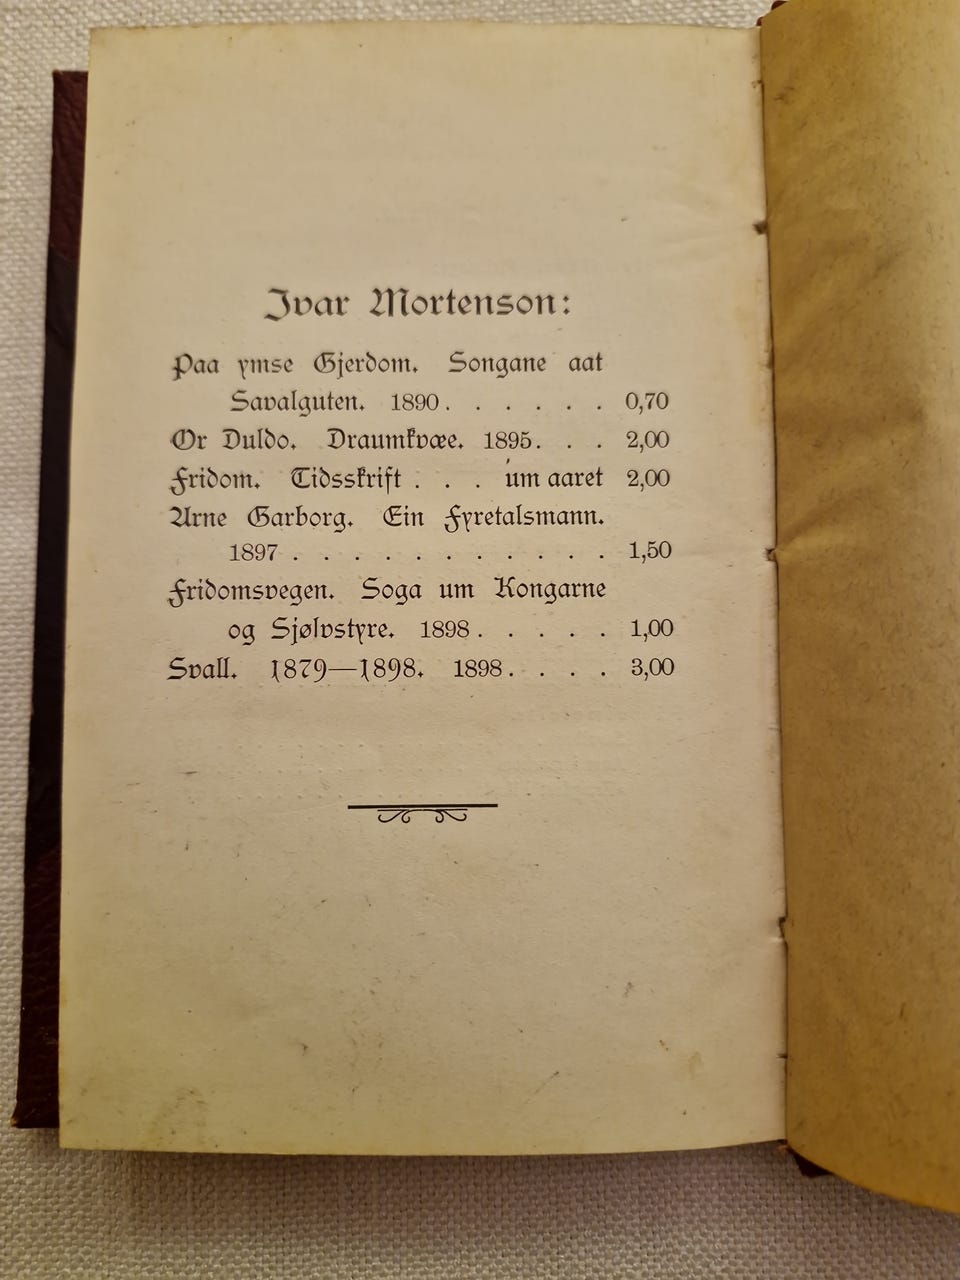 Ivar Mortenson:
Paa ymse Gjerdom. Songane aat
Savalguten. 1890. . . . . . . 0,70
Or Duldo. Draumkvæe. 1895. . . 2,00
Fridom. Tidsskrift . . . um aaret 2,00
Arne Garborg. Ein Fyretalsmann.
1897 . . . . . . . . . . . . 1,50
Fridomsvegen. Soga um Kongarne
og Sjølvstyre. 1898 . . . . . 1,00
Svall. 1879—1898. 1898. . . . 3,00